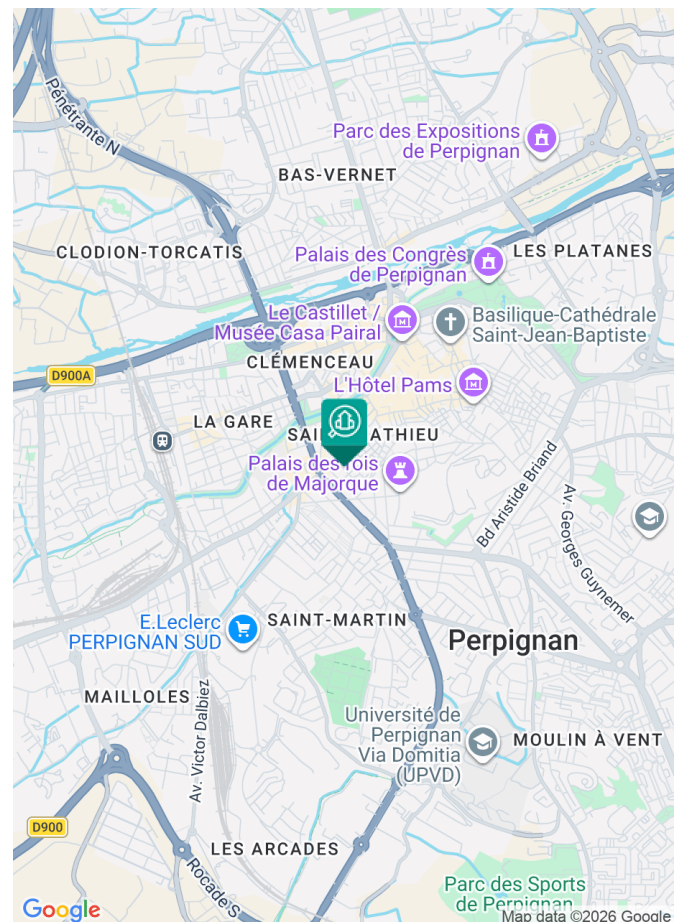 Pénétrante N
Parc des Expositions
de Perpignan
BAS-VERNET
CLODION-TORCATIS
Palais des Congrès
de Perpignan
LES PLATANES
Le Castillet /
Musée Casa Pairal
Basilique-Cathédrale
Saint-Jean-Baptiste
CLÉMENCEAU
D900A
L'Hôtel Pams
LA GARE
Palais des rois
de Majorque
Bd Aristide Briand
Av. Georges Guynemer
E.Leclerc
PERPIGNAN SUD
SAINT-MARTIN
Perpignan
MAILLOLES
Av. Victor Dalbiez
Université de
Perpignan
Via Domitia
(UPVD)
MOULIN À VENT
D900
LES ARCADES
Rocade S
Parc des Sports
de Perpignan
Google
Map data ©2026 Google